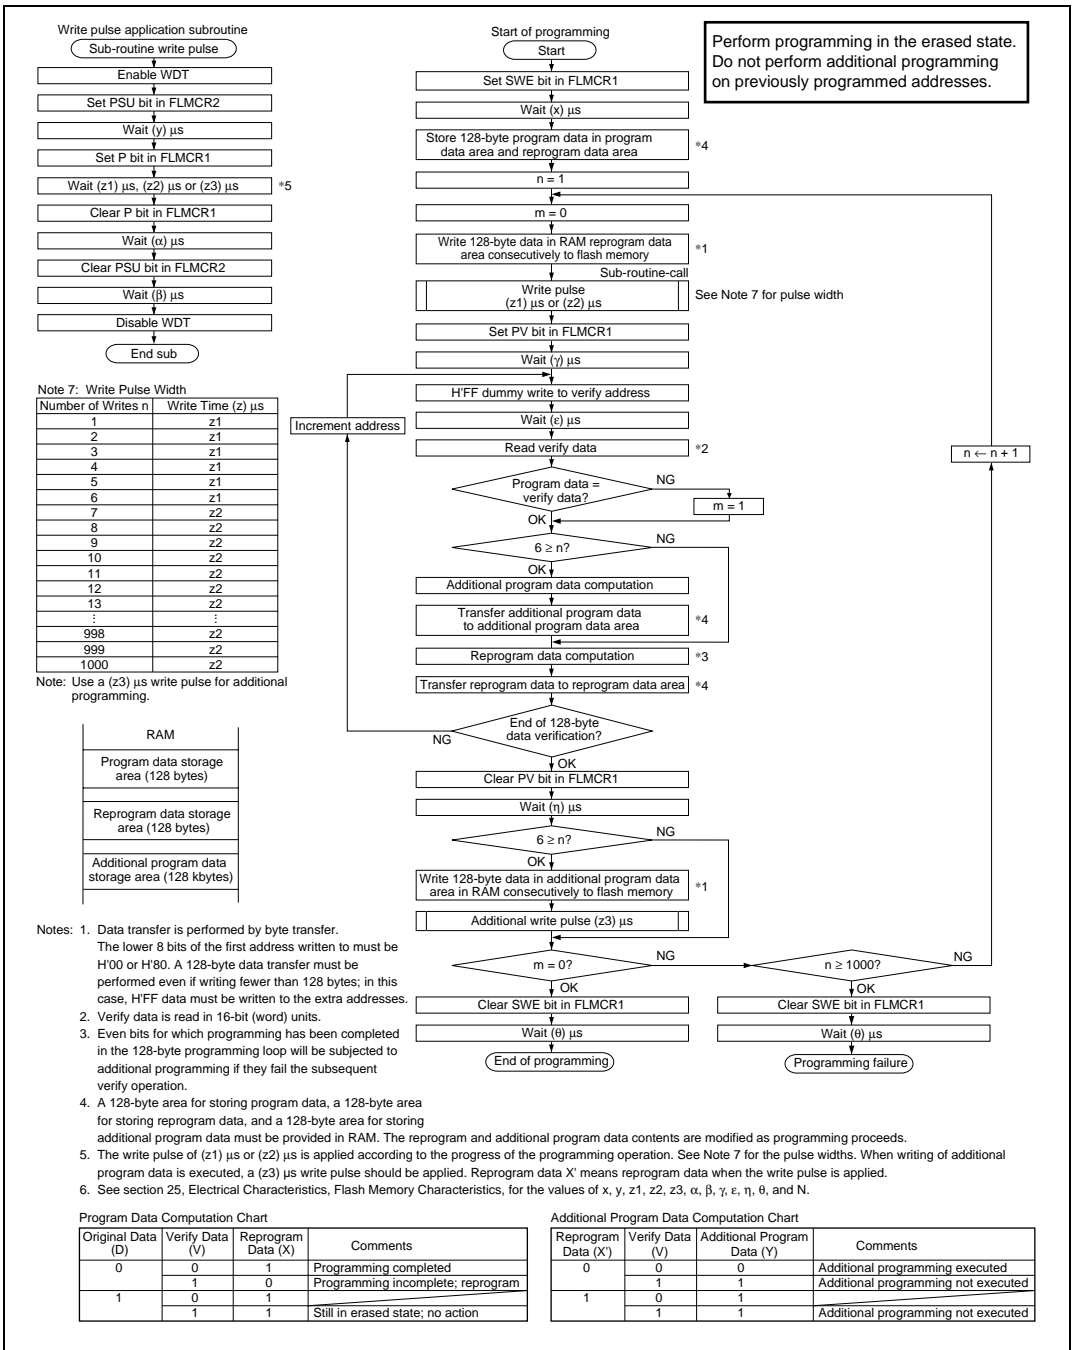 Write pulse application subroutine
Sub-routine write pulse
Enable WDT
Set PSU bit in FLMCR2
Wait (y) μs
Set P bit in FLMCR1
Wait (z1) μs, (z2) μs or (z3) μs
*5
Clear P bit in FLMCR1
Wait (α) μs
Clear PSU bit in FLMCR2
Wait (β) μs
Disable WDT
End sub
Note 7: Write Pulse Width
Number of Writes n Write Time (z) μs
1 z1
2 z1
3 z1
4 z1
5 z1
6 z1
7 z2
8 z2
9 z2
10 z2
11 z2
12 z2
13 z2
⋮ ⋮
998 z2
999 z2
1000 z2
Note: Use a (z3) μs write pulse for additional
programming.
RAM
Program data storage
area (128 bytes)
Reprogram data storage
area (128 bytes)
Additional program data
storage area (128 kbytes)
Start of programming
Start
Set SWE bit in FLMCR1
Wait (x) μs
Store 128-byte program data in program
data area and reprogram data area
*4
n = 1
m = 0
Write 128-byte data in RAM reprogram data
area consecutively to flash memory
*1
Sub-routine-call
Write pulse
(z1) μs or (z2) μs
See Note 7 for pulse width
Set PV bit in FLMCR1
Wait (γ) μs
H'FF dummy write to verify address
Wait (ε) μs
Increment address
Read verify data
*2
n ← n + 1
Program data =
verify data?
NG
m = 1
OK
6 ≥ n?
NG
OK
Additional program data computation
Transfer additional program data
to additional program data area
*4
Reprogram data computation
*3
Transfer reprogram data to reprogram data area
*4
End of 128-byte
data verification?
NG
OK
Clear PV bit in FLMCR1
Wait (η) μs
6 ≥ n?
NG
OK
Write 128-byte data in additional program data
area in RAM consecutively to flash memory
*1
Additional write pulse (z3) μs
m = 0?
NG
n ≥ 1000?
NG
OK
OK
Clear SWE bit in FLMCR1
Clear SWE bit in FLMCR1
Wait (θ) μs
Wait (θ) μs
End of programming
Programming failure
Perform programming in the erased state.
Do not perform additional programming
on previously programmed addresses.
Notes: 1. Data transfer is performed by byte transfer.
The lower 8 bits of the first address written to must be
H'00 or H'80. A 128-byte data transfer must be
performed even if writing fewer than 128 bytes; in this
case, H'FF data must be written to the extra addresses.
2. Verify data is read in 16-bit (word) units.
3. Even bits for which programming has been completed
in the 128-byte programming loop will be subjected to
additional programming if they fail the subsequent
verify operation.
4. A 128-byte area for storing program data, a 128-byte area
for storing reprogram data, and a 128-byte area for storing
additional program data must be provided in RAM. The reprogram and additional program data contents are modified as programming proceeds.
5. The write pulse of (z1) μs or (z2) μs is applied according to the progress of the programming operation. See Note 7 for the pulse widths. When writing of additional
program data is executed, a (z3) μs write pulse should be applied. Reprogram data X' means reprogram data when the write pulse is applied.
6. See section 25, Electrical Characteristics, Flash Memory Characteristics, for the values of x, y, z1, z2, z3, α, β, γ, ε, η, θ, and N.
Program Data Computation Chart
Original Data (D) Verify Data (V) Reprogram Data (X) Comments
0 0 1 Programming completed
1 0 Programming incomplete; reprogram
1 0 1
1 1 Still in erased state; no action
Additional Program Data Computation Chart
Reprogram Data (X') Verify Data (V) Additional Program Data (Y) Comments
0 0 0 Additional programming executed
1 1 Additional programming not executed
1 0 1
1 1 Additional programming not executed